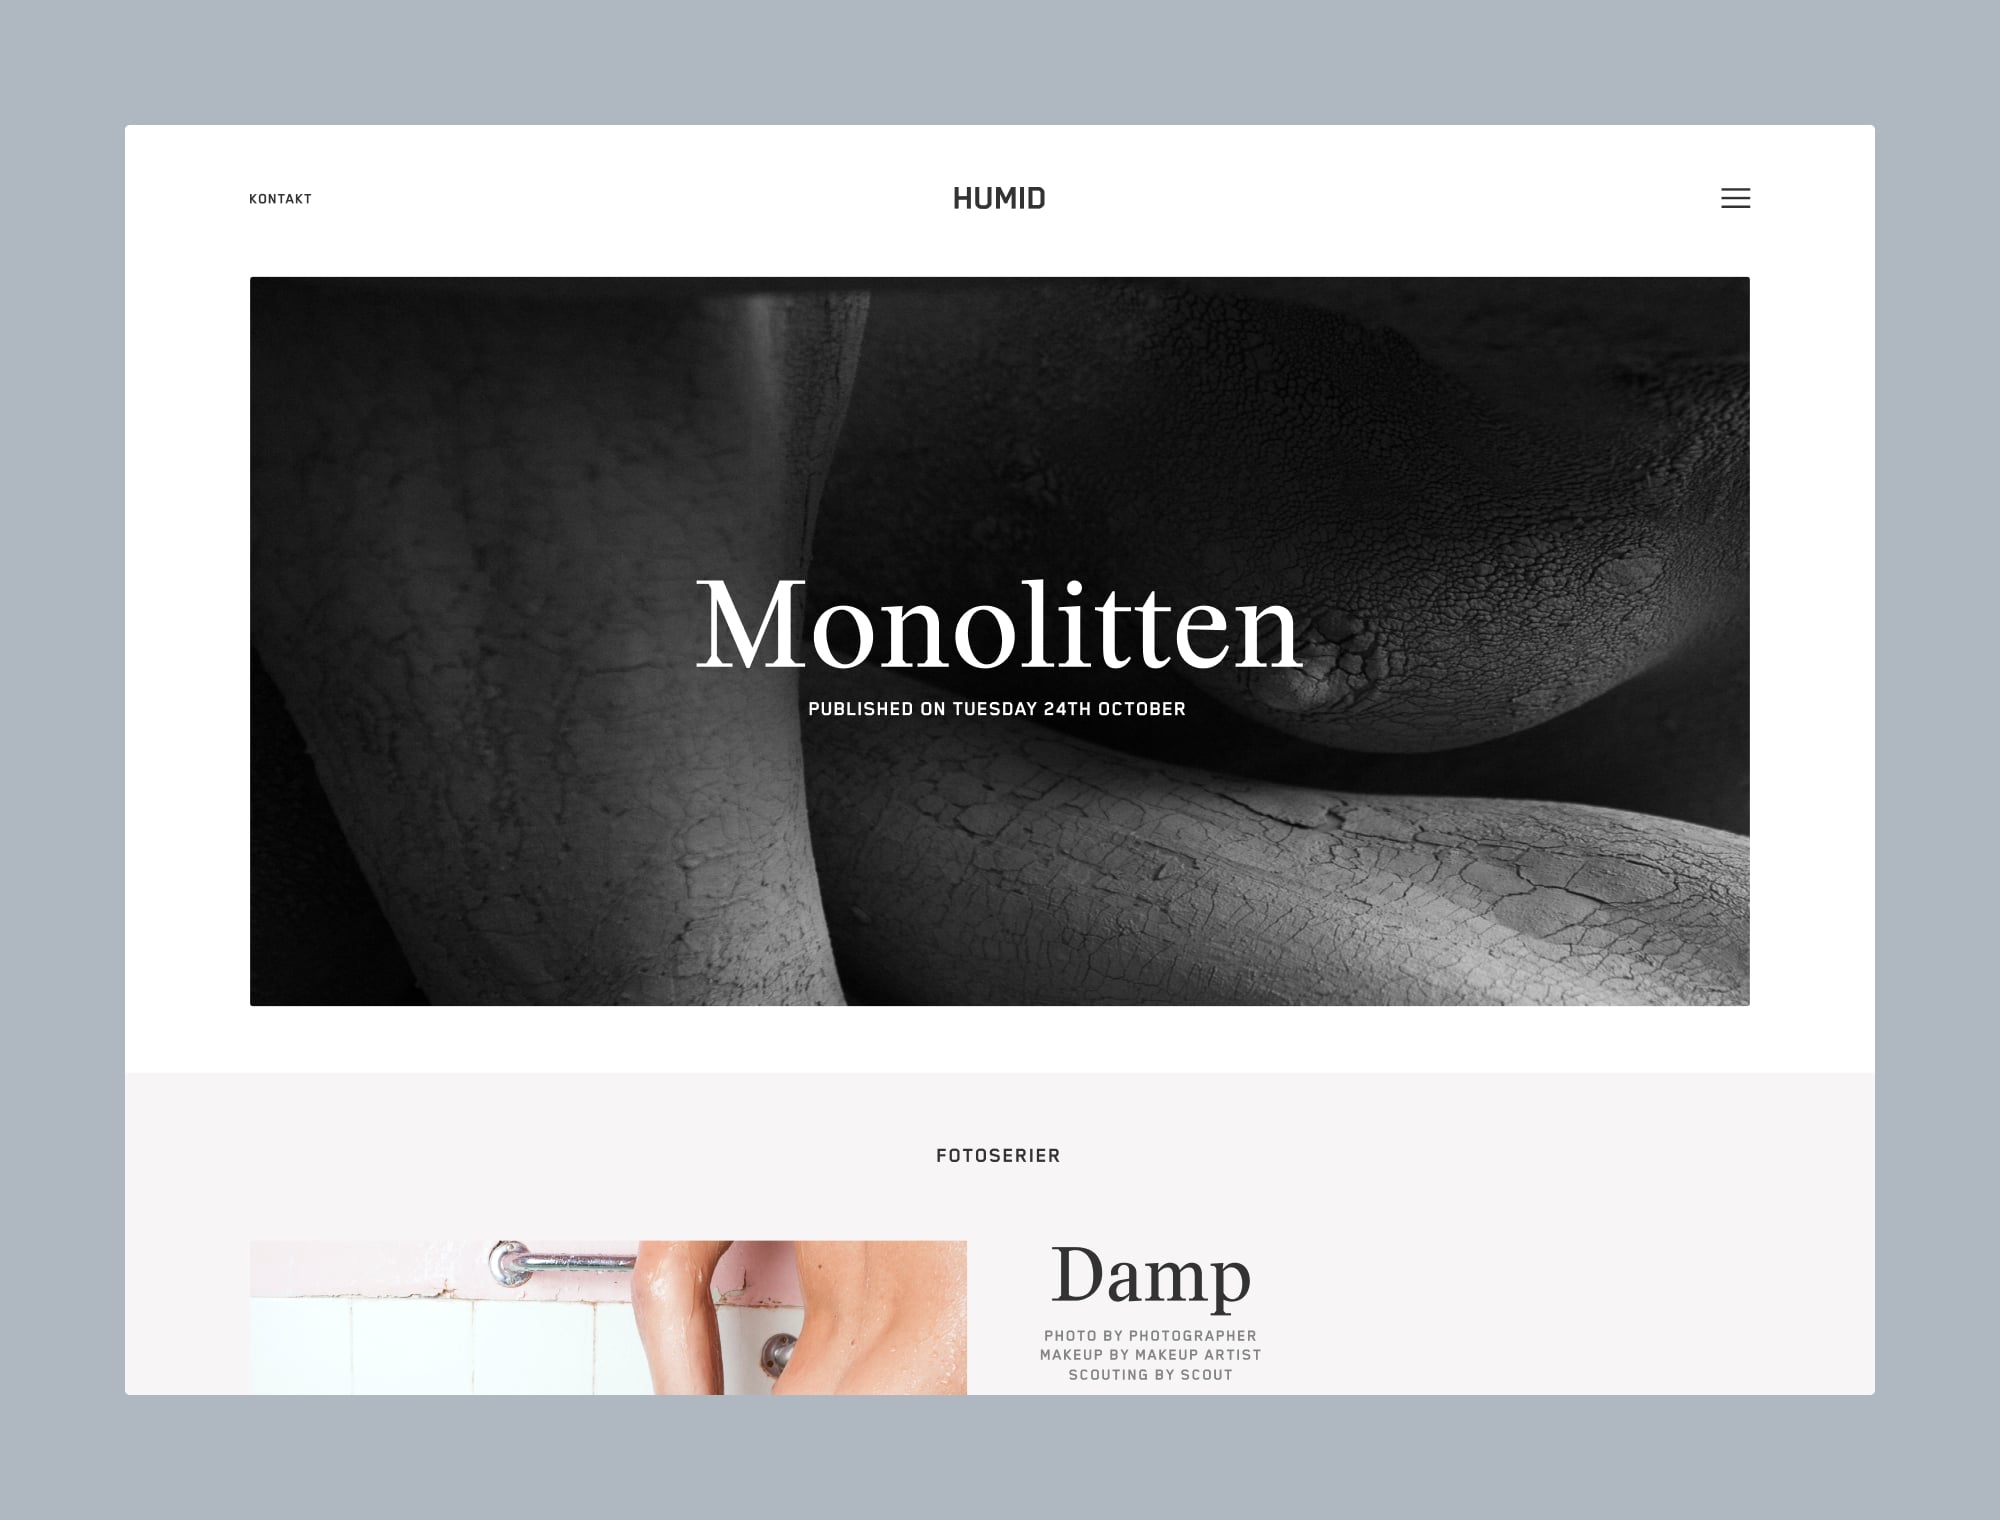 KONTAKT
HUMID
Monolitten
PUBLISHED ON TUESDAY 24TH OCTOBER
FOTOSERIER
Damp
PHOTO BY PHOTOGRAPHER
MAKEUP BY MAKEUP ARTIST
SCOUTING BY SCOUT